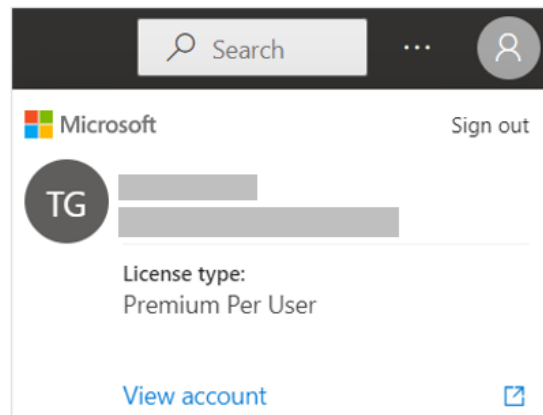 Search
...
Microsoft
Sign out
TG
License type:
Premium Per User
View account